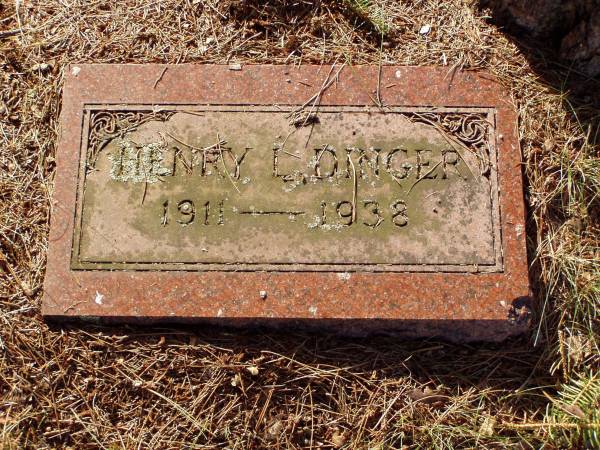 HENRY L. DINGER
1911 — 1938